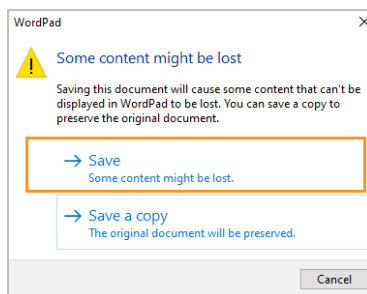 WordPad
Some content might be lost
Saving this document will cause some content that can't be
displayed in WordPad to be lost. You can save a copy to
preserve the original document.
Save
Some content might be lost.
Save a copy
The original document will be preserved.
Cancel